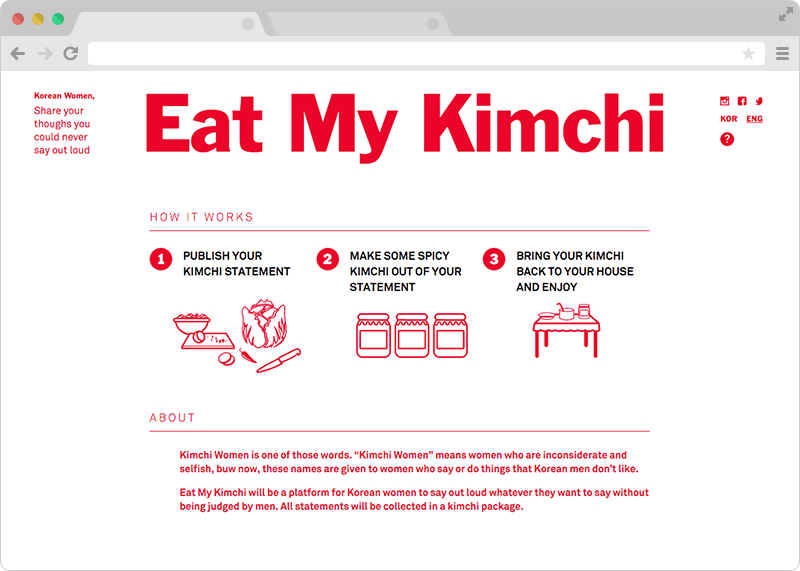 Korean Women,
Share your
thoughs you
could never
say out loud
Eat My Kimchi
KOR ENG
?
HOW IT WORKS
1 PUBLISH YOUR
KIMCHI STATEMENT
2 MAKE SOME SPICY
KIMCHI OUT OF YOUR
STATEMENT
3 BRING YOUR KIMCHI
BACK TO YOUR HOUSE
AND ENJOY
ABOUT
Kimchi Women is one of those words. “Kimchi Women” means women who are inconsiderate and
selfish, buw now, these names are given to women who say or do things that Korean men don’t like.
Eat My Kimchi will be a platform for Korean women to say out loud whatever they want to say without
being judged by men. All statements will be collected in a kimchi package.